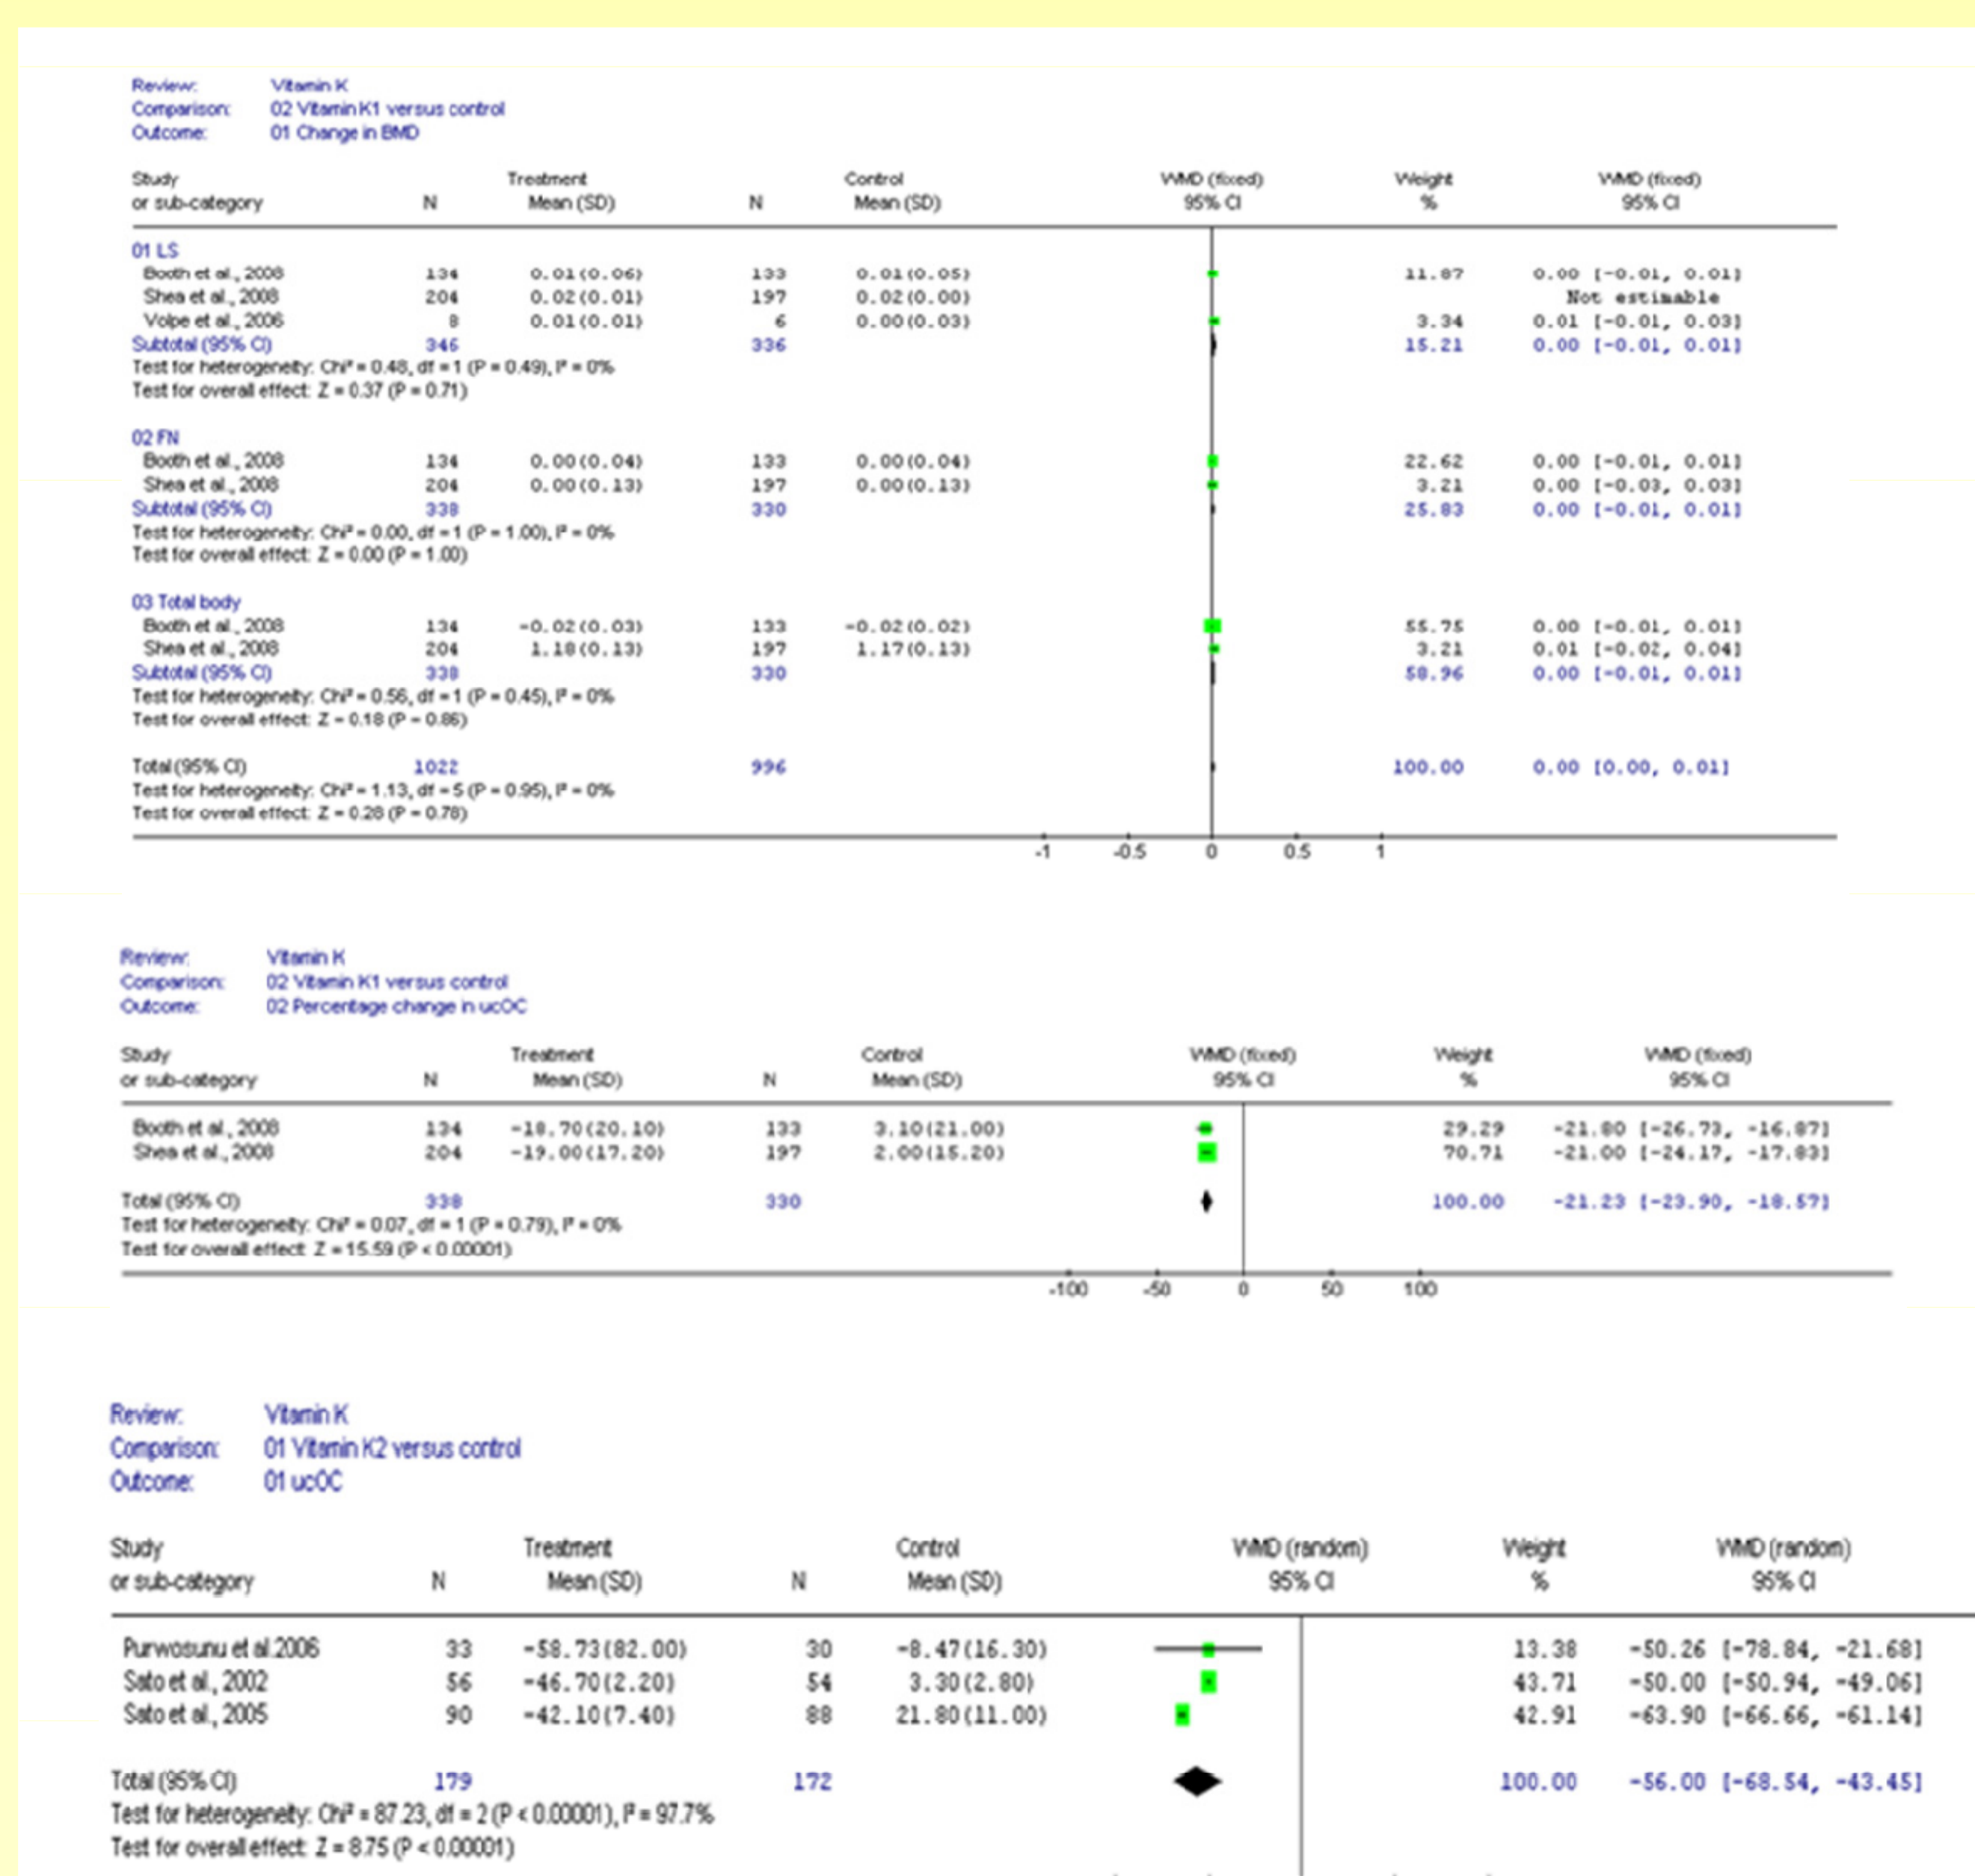 Review: Vitamin K
Comparison: 02 Vitamin K1 versus control
Outcome: 01 Change in BMD
Study Treatment Control WMD (fixed) Weight WMD (fixed)
or sub-category N Mean (SD) N Mean (SD) 95% CI % 95% CI
01 LS
Booth et al., 2008 134 0.01(0.06) 133 0.01(0.05) 11.87 0.00 [-0.01, 0.01]
Shea et al., 2008 204 0.02(0.01) 197 0.02(0.00) Not estimable
Volpe et al., 2006 8 0.01(0.01) 6 0.00(0.03) 3.34 0.01 [-0.01, 0.03]
Subtotal (95% CI) 346 336 15.21 0.00 [-0.01, 0.01]
Test for heterogeneity: Chi² = 0.48, df = 1 (P = 0.49), I² = 0%
Test for overall effect: Z = 0.37 (P = 0.71)
02 FN
Booth et al., 2008 134 0.00(0.04) 133 0.00(0.04) 22.62 0.00 [-0.01, 0.01]
Shea et al., 2008 204 0.00(0.13) 197 0.00(0.13) 3.21 0.00 [-0.03, 0.03]
Subtotal (95% CI) 338 330 25.83 0.00 [-0.01, 0.01]
Test for heterogeneity: Chi² = 0.00, df = 1 (P = 1.00), I² = 0%
Test for overall effect: Z = 0.00 (P = 1.00)
03 Total body
Booth et al., 2008 134 -0.02(0.03) 133 -0.02(0.02) 55.75 0.00 [-0.01, 0.01]
Shea et al., 2008 204 1.18(0.13) 197 1.17(0.13) 3.21 0.01 [-0.02, 0.04]
Subtotal (95% CI) 338 330 58.96 0.00 [-0.01, 0.01]
Test for heterogeneity: Chi² = 0.56, df = 1 (P = 0.45), I² = 0%
Test for overall effect: Z = 0.18 (P = 0.86)
Total (95% CI) 1022 996 100.00 0.00 [0.00, 0.01]
Test for heterogeneity: Chi² = 1.13, df = 5 (P = 0.95), I² = 0%
Test for overall effect: Z = 0.28 (P = 0.78)
-1 -0.5 0 0.5 1
Review: Vitamin K
Comparison: 02 Vitamin K1 versus control
Outcome: 02 Percentage change in ucOC
Study Treatment Control WMD (fixed) Weight WMD (fixed)
or sub-category N Mean (SD) N Mean (SD) 95% CI % 95% CI
Booth et al., 2008 134 -18.70(20.10) 133 3.10(21.00) 29.29 -21.80 [-26.73, -16.87]
Shea et al., 2008 204 -19.00(17.20) 197 2.00(15.20) 70.71 -21.00 [-24.17, -17.83]
Total (95% CI) 338 330 100.00 -21.23 [-23.90, -18.57]
Test for heterogeneity: Chi² = 0.07, df = 1 (P = 0.79), I² = 0%
Test for overall effect: Z = 15.59 (P < 0.00001)
-100 -50 0 50 100
Review: Vitamin K
Comparison: 01 Vitamin K2 versus control
Outcome: 01 ucOC
Study Treatment Control WMD (random) Weight WMD (random)
or sub-category N Mean (SD) N Mean (SD) 95% CI % 95% CI
Purwosunu et al.2006 33 -58.73(82.00) 30 -8.47(16.30) 13.38 -50.26 [-78.84, -21.68]
Sato et al., 2002 56 -46.70(2.20) 54 3.30(2.80) 43.71 -50.00 [-50.94, -49.06]
Sato et al., 2005 90 -42.10(7.40) 88 21.80(11.00) 42.91 -63.90 [-66.66, -61.14]
Total (95% CI) 179 172 100.00 -56.00 [-68.54, -43.45]
Test for heterogeneity: Chi² = 87.23, df = 2 (P < 0.00001), I² = 97.7%
Test for overall effect: Z = 8.75 (P < 0.00001)